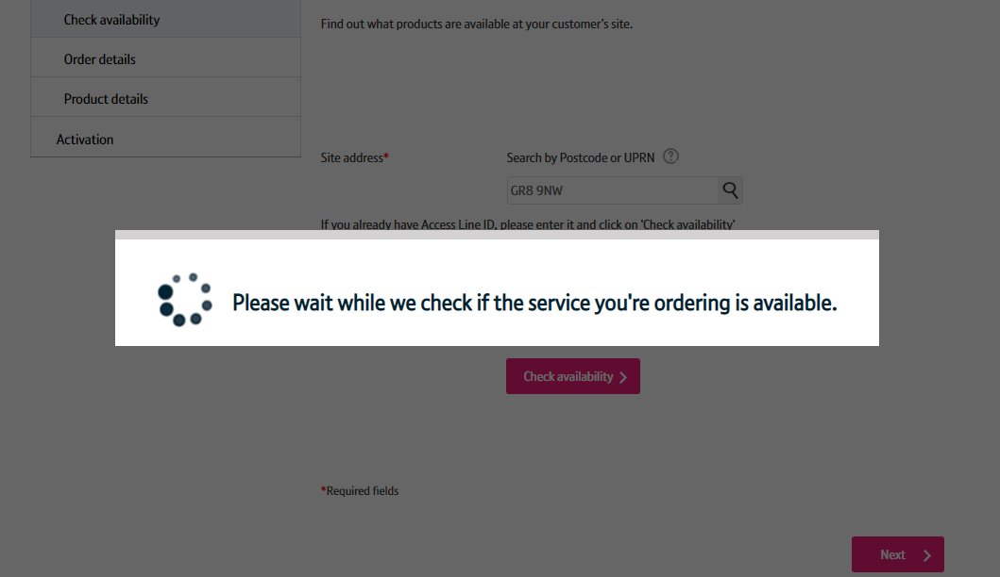 Check availability
Order details
Product details
Activation
Find out what products are available at your customer's site.
Site address*
Search by Postcode or UPRN ?
GR8 9NW
If you already have Access Line ID, please enter it and click on 'Check availability'
Please wait while we check if the service you're ordering is available.
Check availability
*Required fields
Next